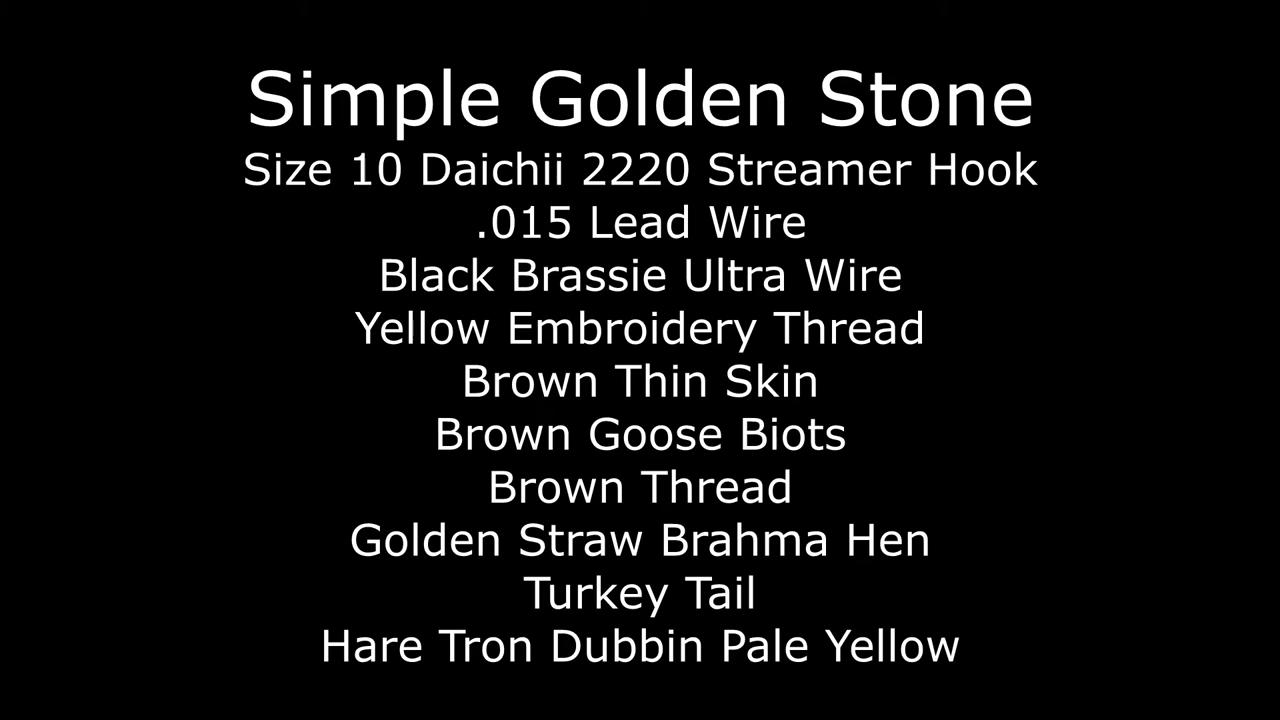 Simple Golden Stone
Size 10 Daichii 2220 Streamer Hook
.015 Lead Wire
Black Brassie Ultra Wire
Yellow Embroidery Thread
Brown Thin Skin
Brown Goose Biots
Brown Thread
Golden Straw Brahma Hen
Turkey Tail
Hare Tron Dubbin Pale Yellow